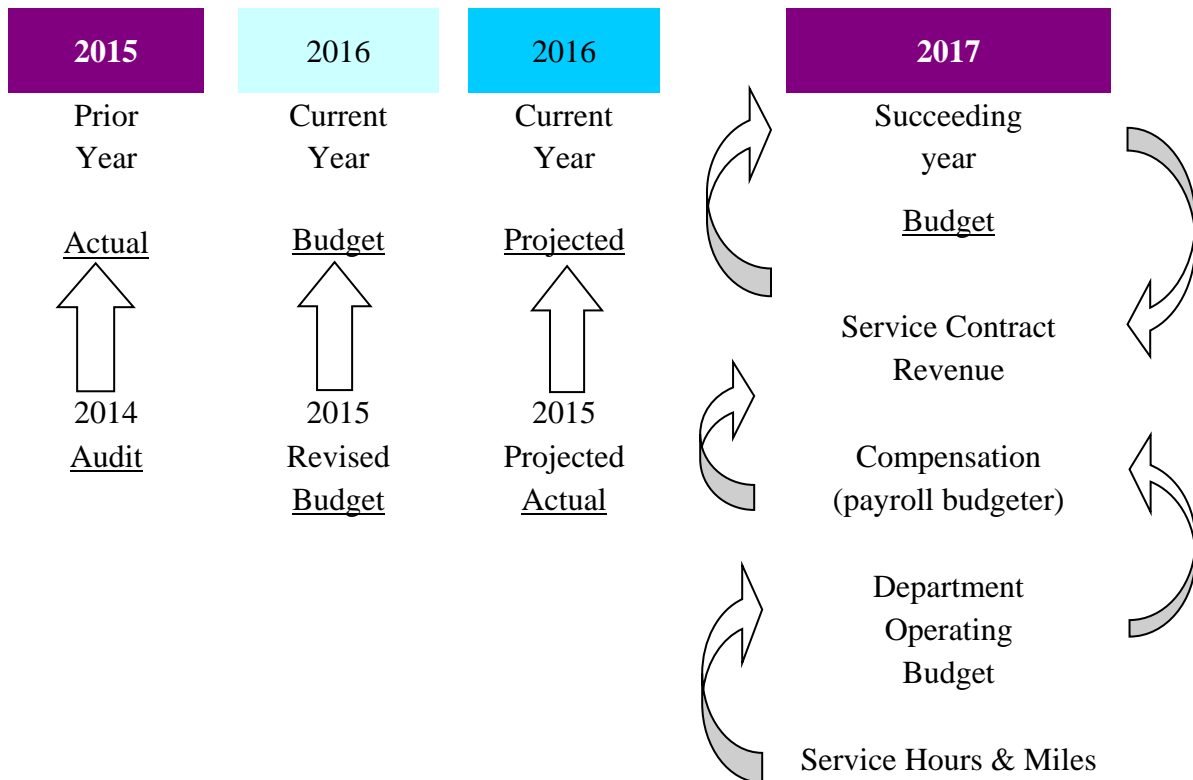 2015
Prior
Year
Actual
2014
Audit
2016
Current
Year
Budget
2015
Revised
Budget
2016
Current
Year
Projected
2015
Projected
Actual
2017
Succeeding
year
Budget
Service Contract
Revenue
Compensation
(payroll budgeter)
Department
Operating
Budget
Service Hours & Miles